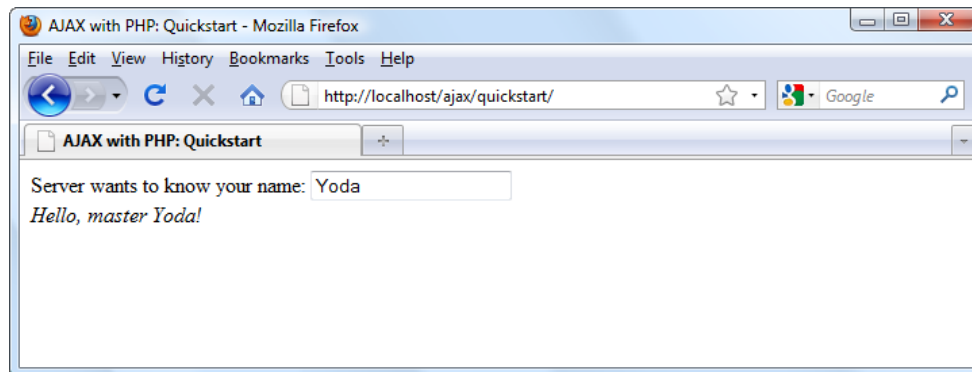 AJAX with PHP: Quickstart - Mozilla Firefox
File Edit View History Bookmarks Tools Help
http://localhost/ajax/quickstart/ Google
AJAX with PHP: Quickstart
Server wants to know your name: Yoda
Hello, master Yoda!